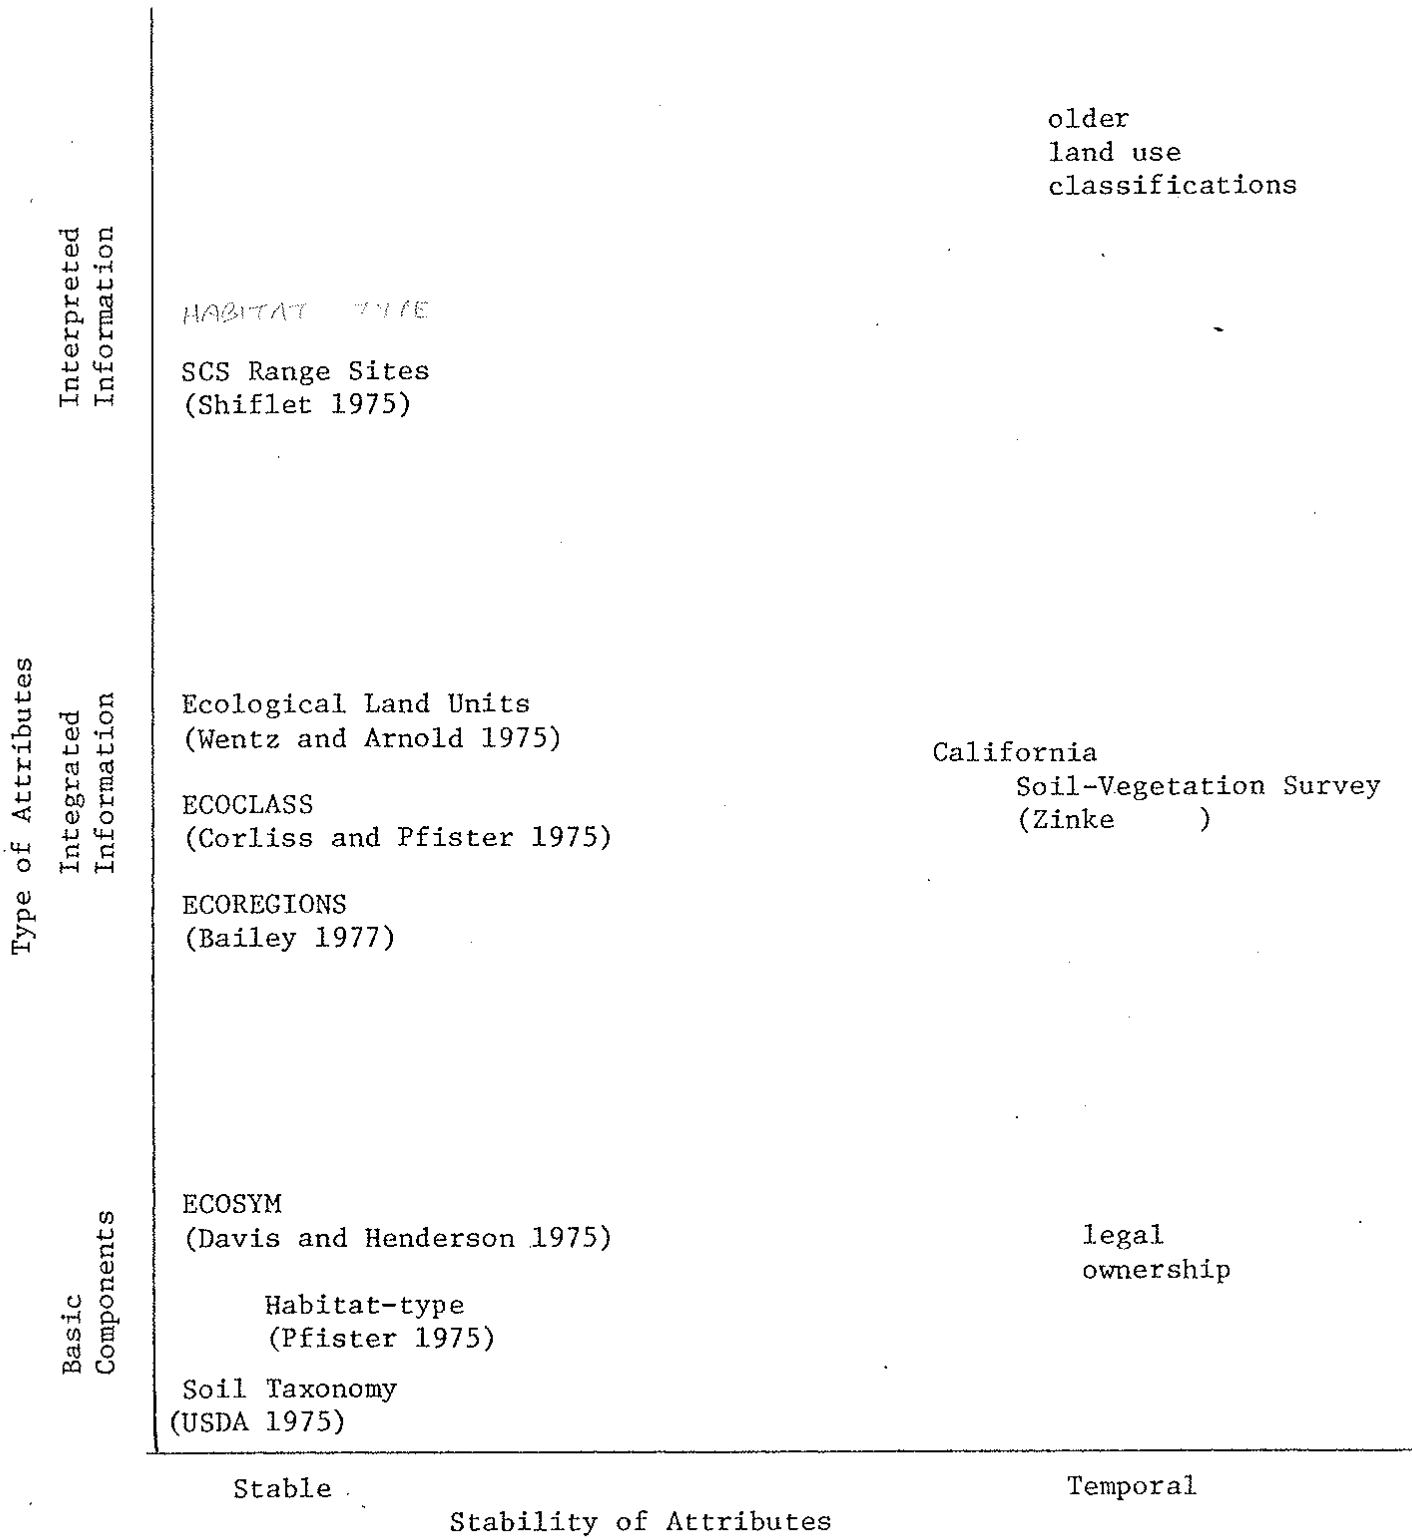 older
land use
classifications
Interpreted
Information
HABITAT TYPE
SCS Range Sites
(Shiflet 1975)
Type of Attributes
Integrated
Information
Ecological Land Units
(Wentz and Arnold 1975)
California
Soil-Vegetation Survey
(Zinke      )
ECOCLASS
(Corliss and Pfister 1975)
ECOREGIONS
(Bailey 1977)
Basic
Components
ECOSYM
(Davis and Henderson 1975)
legal
ownership
Habitat-type
(Pfister 1975)
Soil Taxonomy
(USDA 1975)
Stable
Temporal
Stability of Attributes